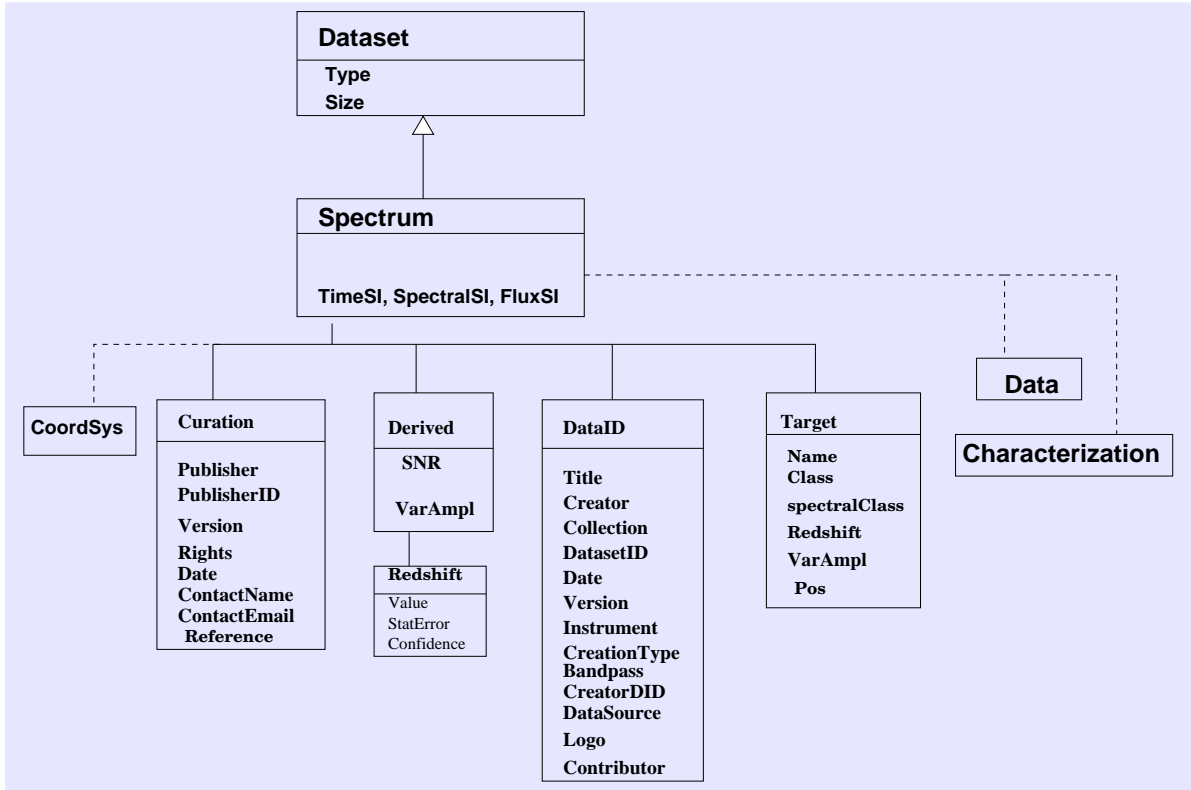 Dataset
Type
Size
Spectrum
TimeSI, SpectralSI, FluxSI
CoordSys
Curation
Publisher
PublisherID
Version
Rights
Date
ContactName
ContactEmail
Reference
Derived
SNR
VarAmpl
Redshift
Value
StatError
Confidence
DataID
Title
Creator
Collection
DatasetID
Date
Version
Instrument
CreationType
Bandpass
CreatorDID
DataSource
Logo
Contributor
Target
Name
Class
spectralClass
Redshift
VarAmpl
Pos
Data
Characterization